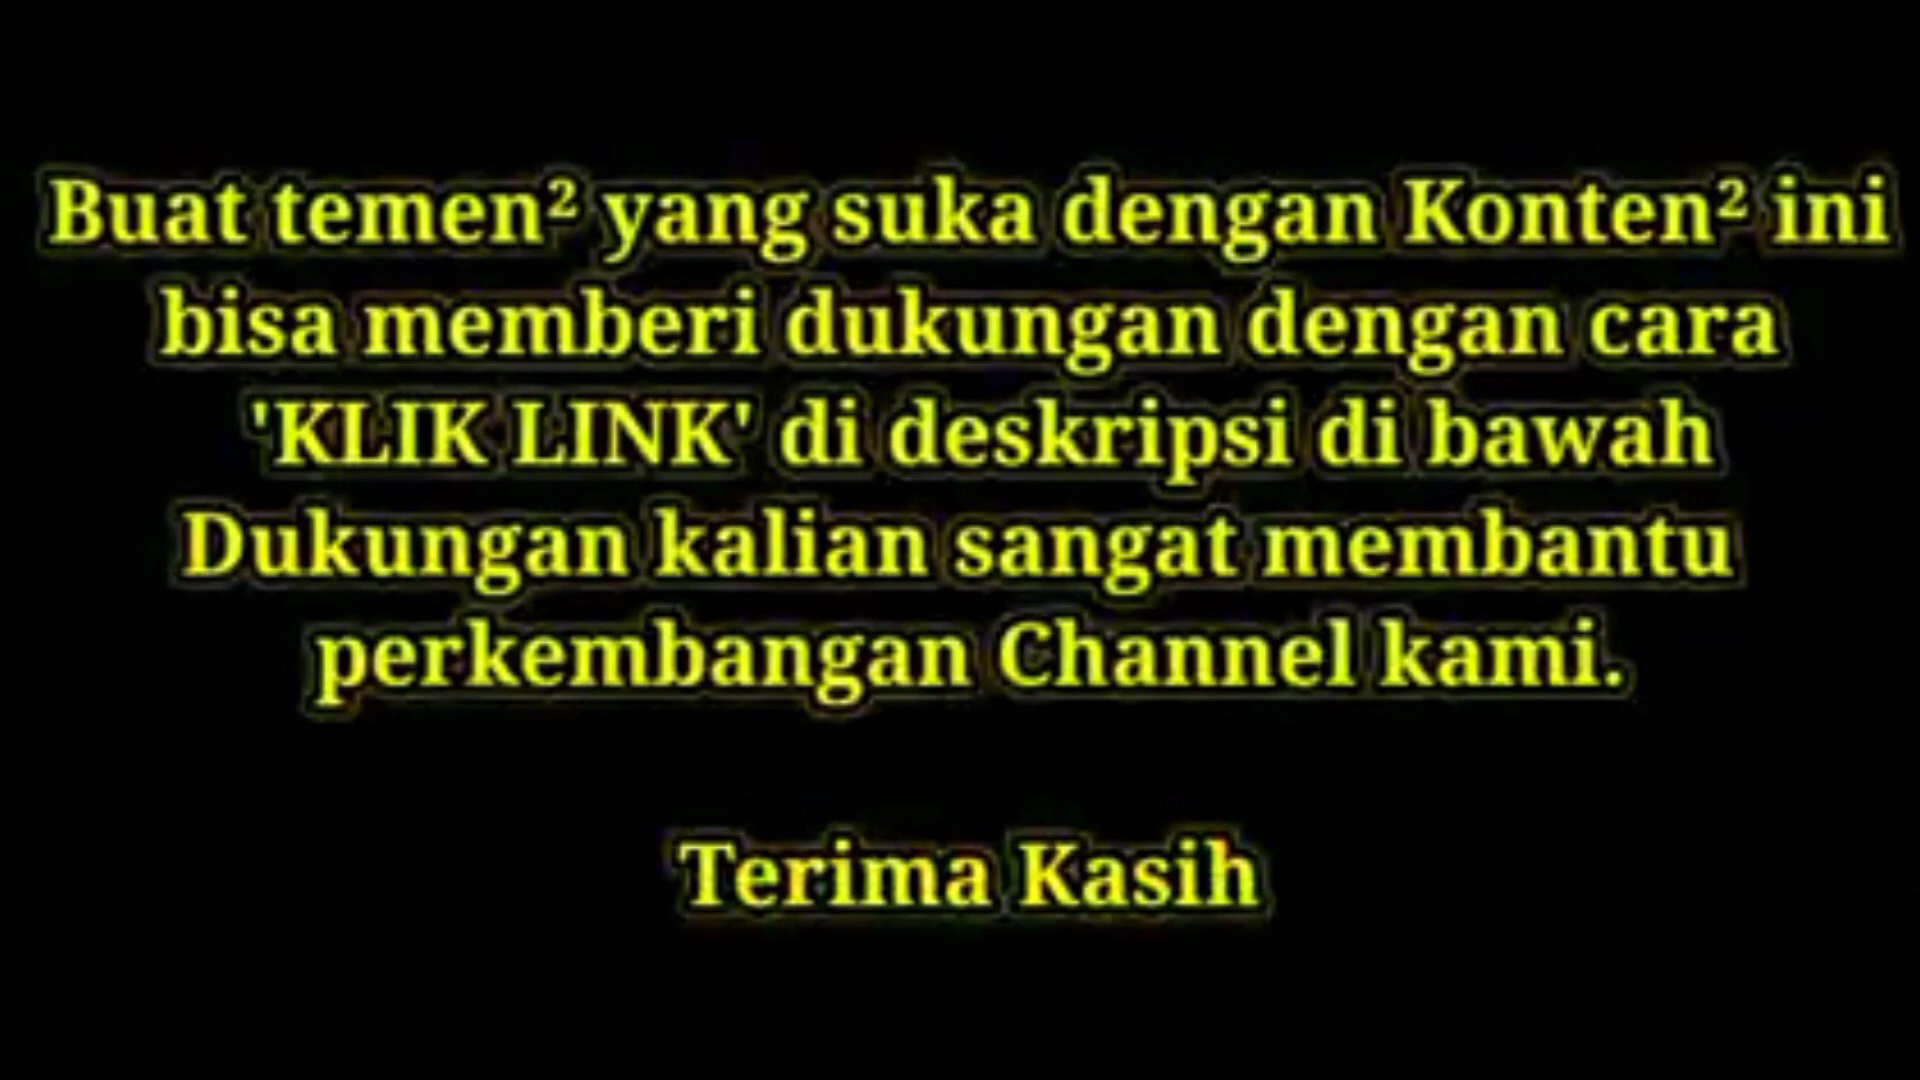 Buat temen² yang suka dengan Konten² ini
bisa memberi dukungan dengan cara
'KLIK LINK' di deskripsi di bawah
Dukungan kalian sangat membantu
perkembangan Channel kami.
Terima Kasih